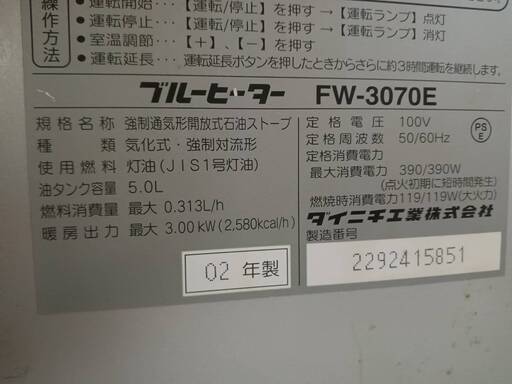 操作方法
●運転開始…【運転/停止】を押す→【運転ランプ】点灯
●運転停止…【運転/停止】を押す→【運転ランプ】消灯
●室温調節…【+】、【−】を押す
●運転延長…運転延長ボタンを押したときからさらに約3時間運転を継続します。
ブルーヒーター FW-3070E
規格名称 強制通気形開放式石油ストーブ
種類 気化式・強制対流形
使用燃料 灯油(JIS1号灯油)
油タンク容量 5.0L
燃料消費量 最大 0.313L/h
暖房出力 最大 3.00kW(2,580kcal/h)
02 年製
定格電圧 100V
定格周波数 50/60Hz
定格消費電力
最大消費電力 390/390W
(点火初期に短時間発生)
燃焼時消費電力119/119W(大火力)
PSE
ダイニチ工業株式会社
製造番号
2292415851